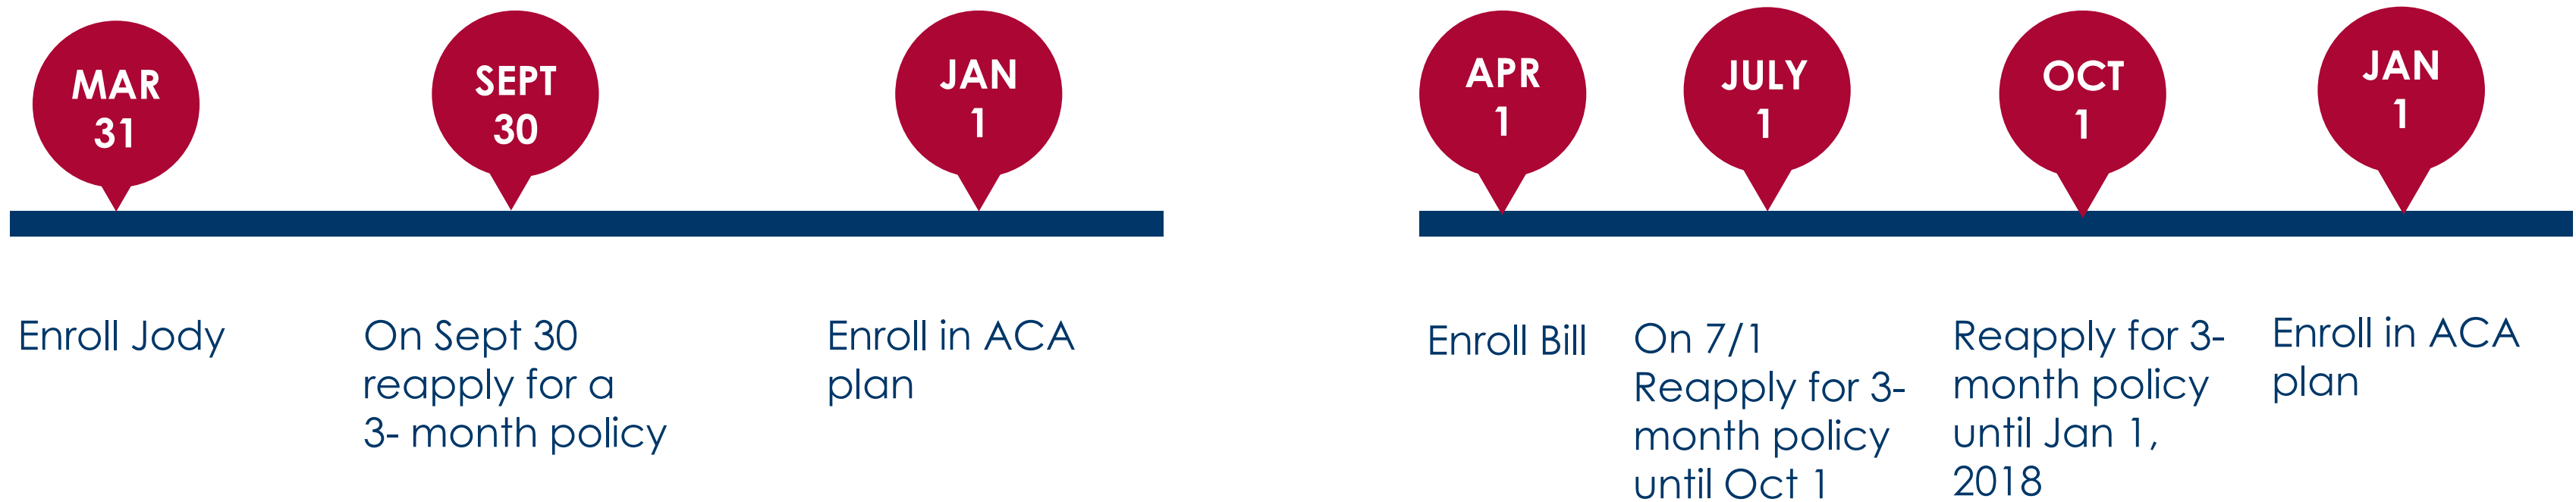 MAR
31
SEPT
30
JAN
1
Enroll Jody
On Sept 30
reapply for a
3- month policy
Enroll in ACA
plan
APR
1
JULY
1
OCT
1
JAN
1
Enroll Bill
On 7/1
Reapply for 3-
month policy
until Oct 1
Reapply for 3-
month policy
until Jan 1,
2018
Enroll in ACA
plan